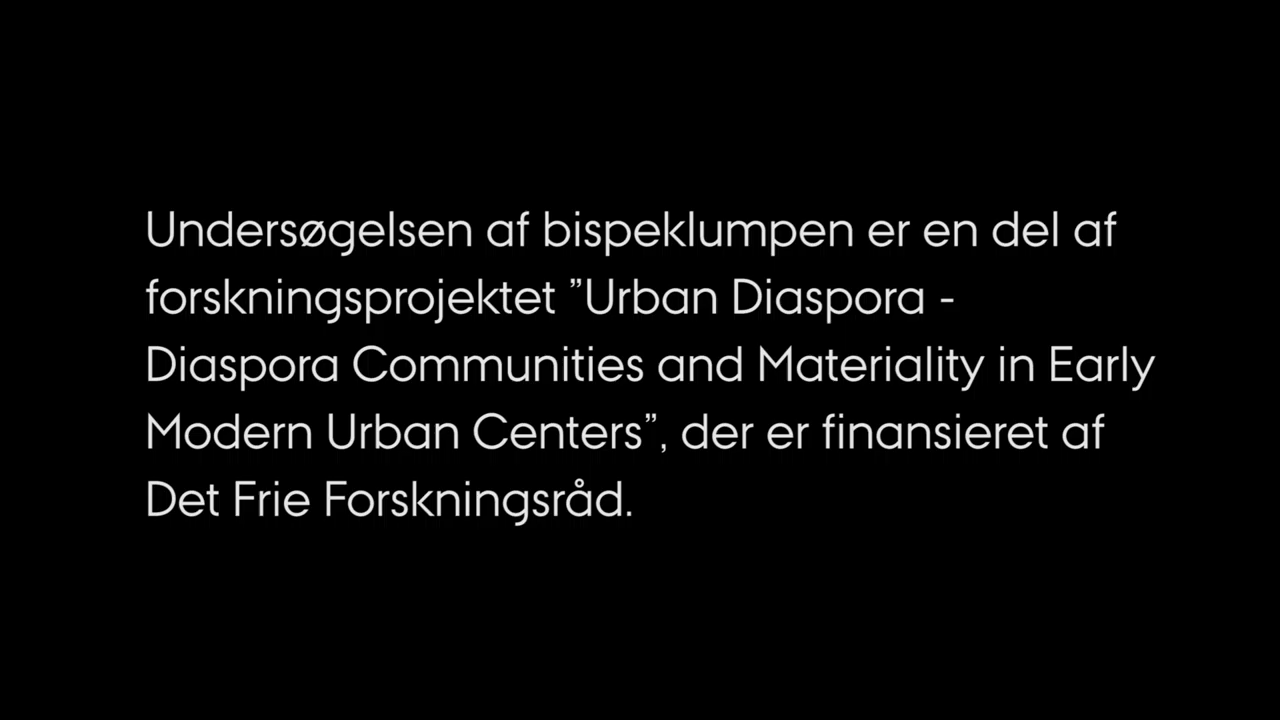 Undersøgelsen af bispeklumpen er en del af
forskningsprojektet ”Urban Diaspora -
Diaspora Communities and Materiality in Early
Modern Urban Centers”, der er finansieret af
Det Frie Forskningsråd.